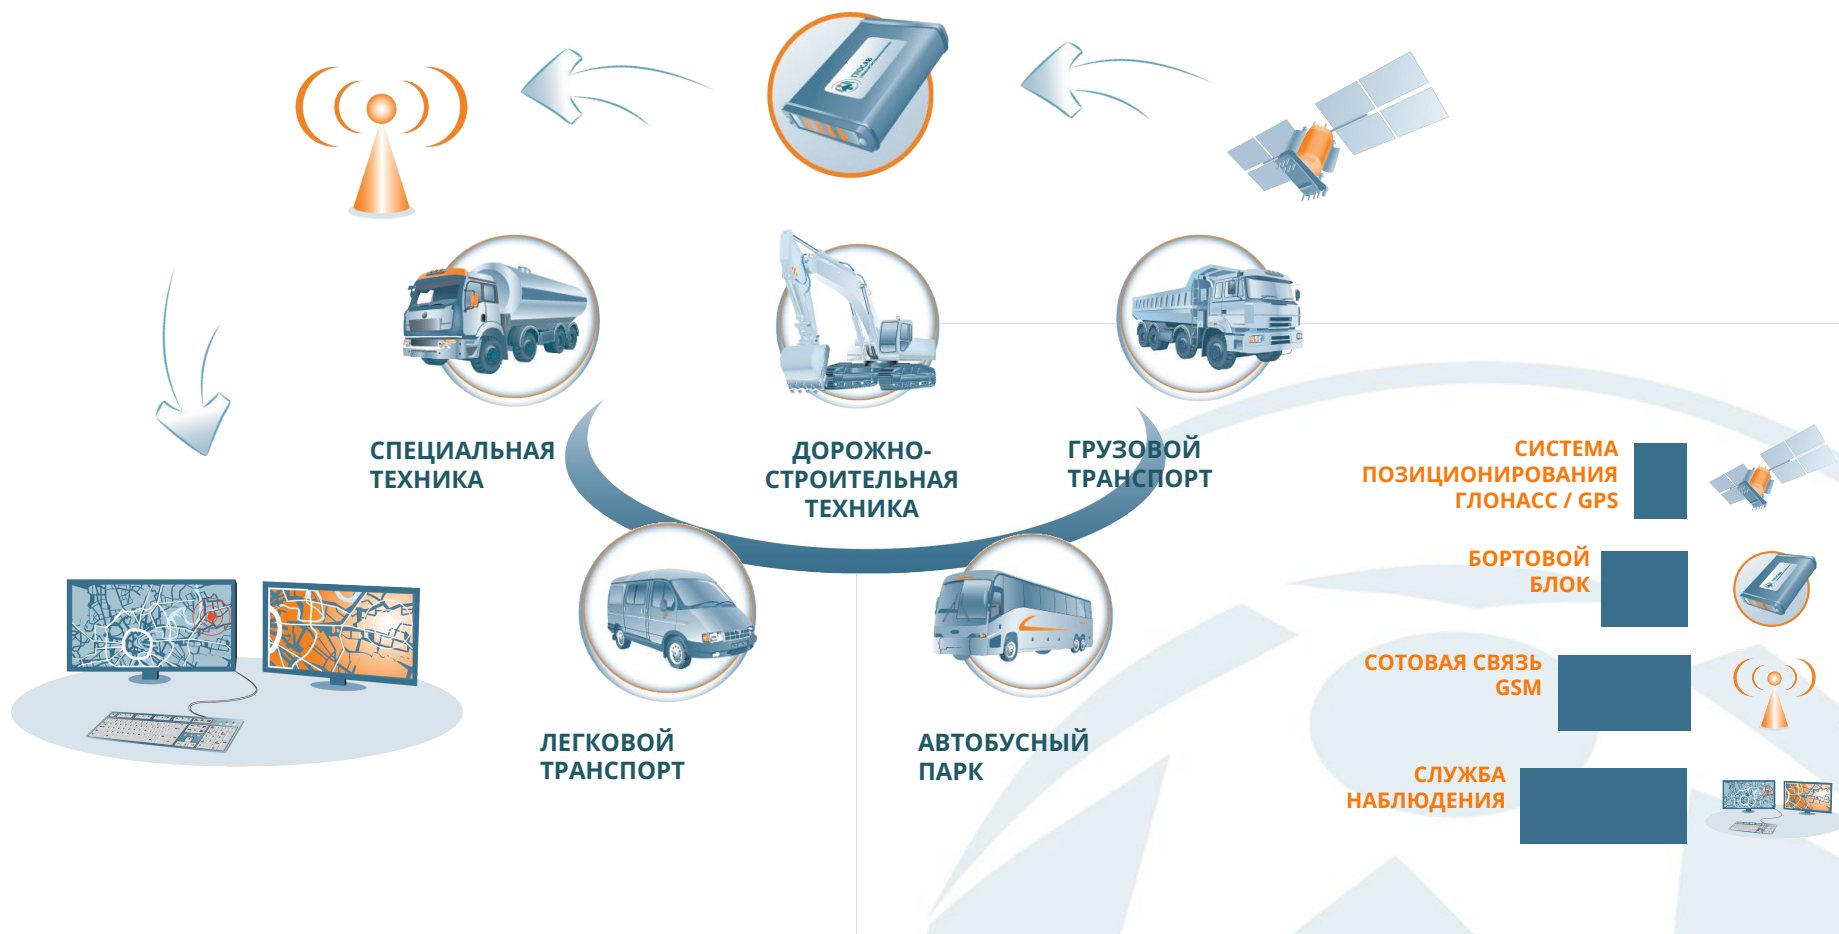 ГЛОСАВ
СПЕЦИАЛЬНАЯ
ТЕХНИКА
ДОРОЖНО-
СТРОИТЕЛЬНАЯ
ТЕХНИКА
ГРУЗОВОЙ
ТРАНСПОРТ
ЛЕГКОВОЙ
ТРАНСПОРТ
АВТОБУСНЫЙ
ПАРК
СИСТЕМА
ПОЗИЦИОНИРОВАНИЯ
ГЛОНАСС / GPS
БОРТОВОЙ
БЛОК
СОТОВАЯ СВЯЗЬ
GSM
СЛУЖБА
НАБЛЮДЕНИЯ